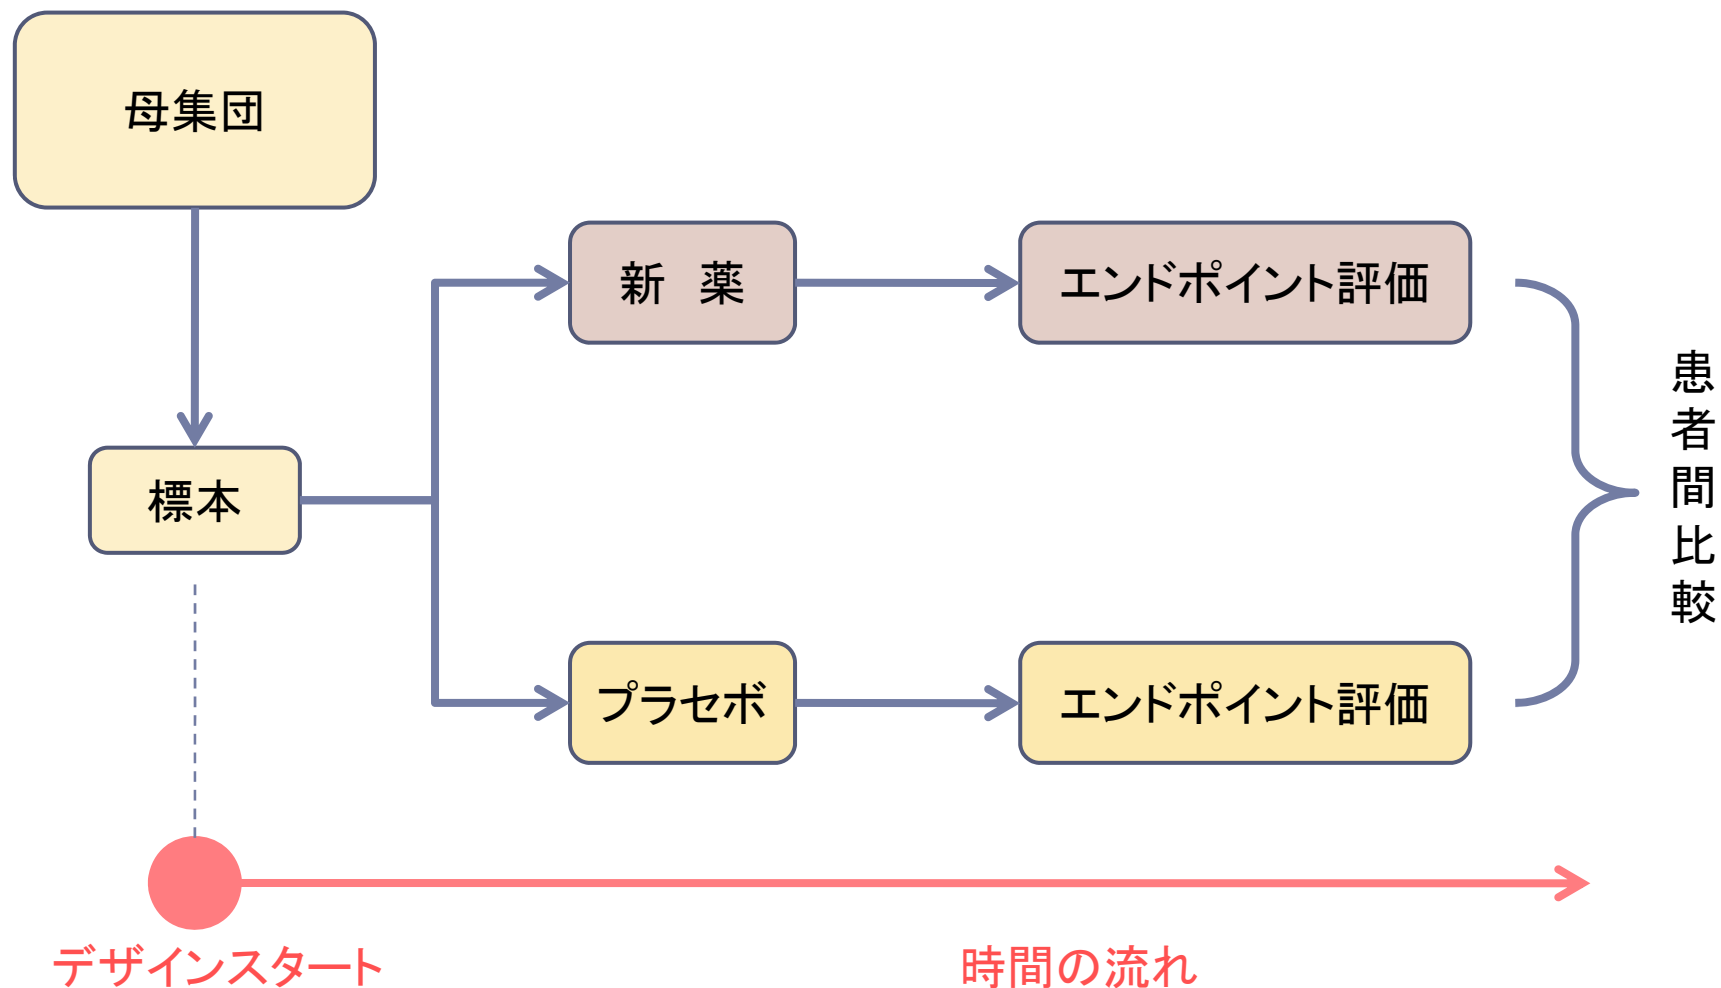 母集団
標本
新　薬
エンドポイント評価
プラセボ
エンドポイント評価
患者間比較
デザインスタート
時間の流れ